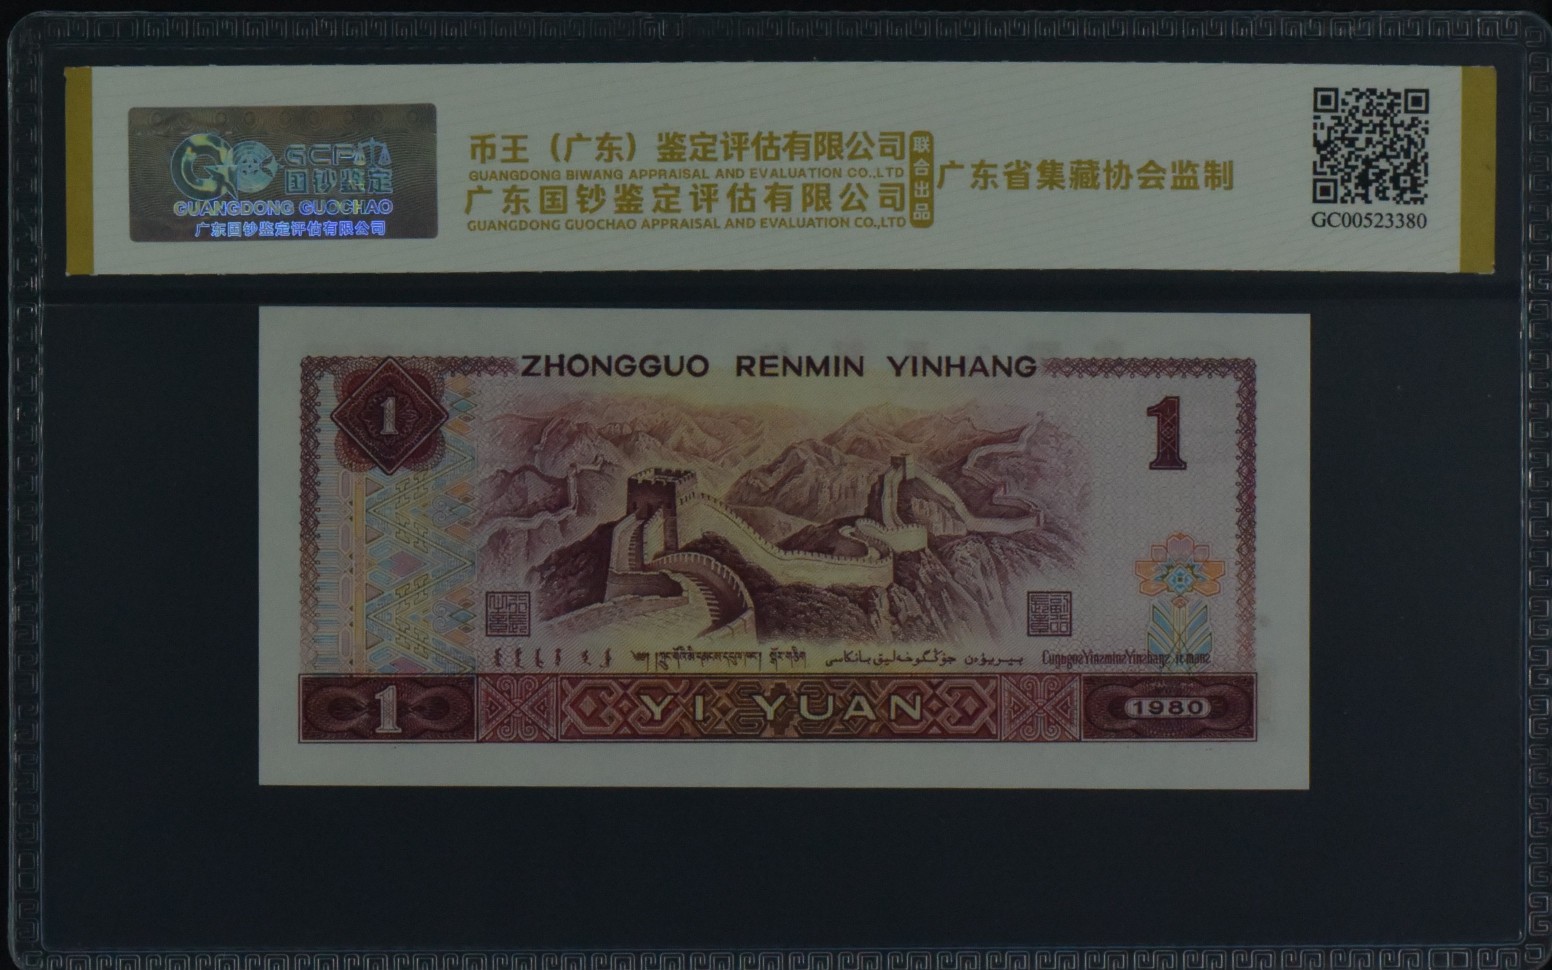 GCP
国钞鉴定
GUANGDONG GUOCHAO
广东国钞鉴定评估有限公司
币王（广东）鉴定评估有限公司
GUANGDONG BIWANG APPRAISAL AND EVALUATION CO.,LTD
广东国钞鉴定评估有限公司
GUANGDONG GUOCHAO APPRAISAL AND EVALUATION CO.,LTD
联合出品
广东省集藏协会监制
GC00523380
ZHONGGUO RENMIN YINHANG
1
1
1
YI YUAN
1980